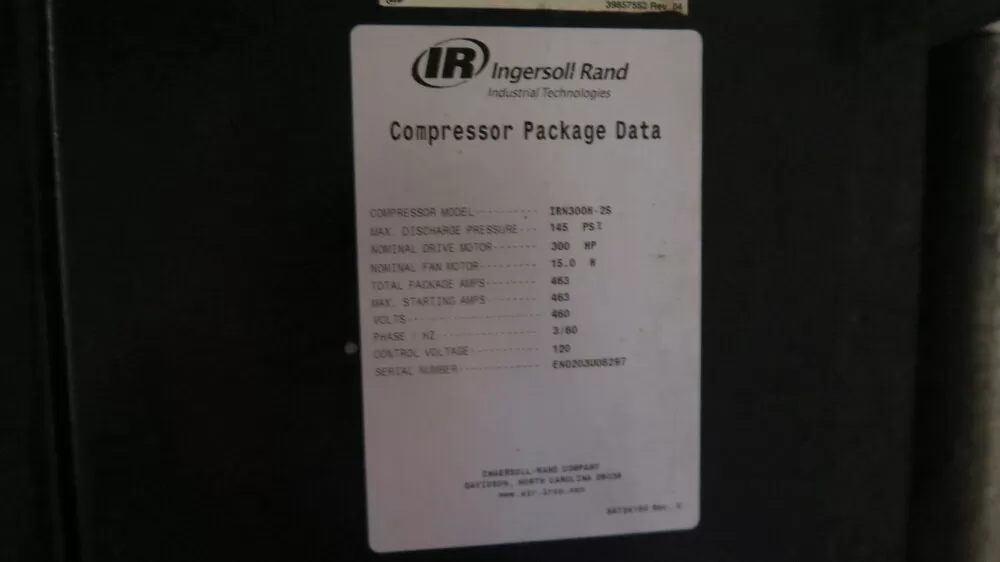 39857552 Rev. 04
IR Ingersoll Rand
Industrial Technologies
Compressor Package Data
COMPRESSOR MODEL---------- IRN300H-2S
MAX. DISCHARGE PRESSURE--- 145 PSI
NOMINAL DRIVE MOTOR------- 300 HP
NOMINAL FAN MOTOR--------- 15.0 H
TOTAL PACKAGE AMPS-------- 463
MAX. STARTING AMPS-------- 463
VOLTS--------------------- 460
PHASE / HZ---------------- 3/60
CONTROL VOLTAGE----------- 120
SERIAL NUMBER-------------
INGERSOLL-RAND COMPANY
DAVIDSON, NORTH CAROLINA 28036
Rev.